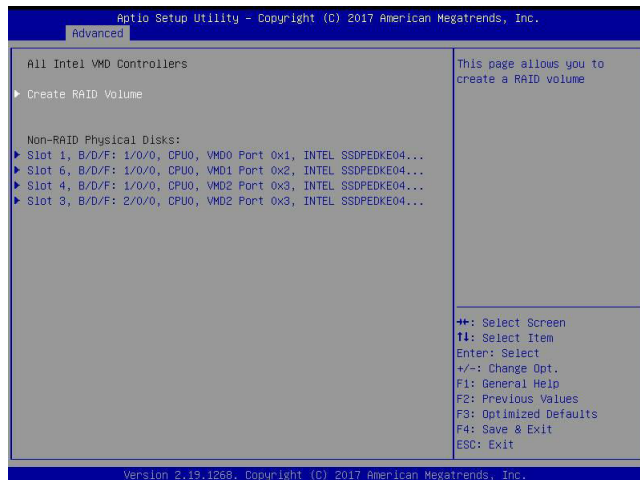 Aptio Setup Utility – Copyright (C) 2017 American Megatrends, Inc.
Advanced
All Intel VMD Controllers
Create RAID Volume
Non-RAID Physical Disks:
Slot 1, B/D/F: 1/0/0, CPU0, VMD0 Port 0x1, INTEL SSDPEDKE04...
Slot 6, B/D/F: 1/0/0, CPU0, VMD1 Port 0x2, INTEL SSDPEDKE04...
Slot 4, B/D/F: 1/0/0, CPU0, VMD2 Port 0x3, INTEL SSDPEDKE04...
Slot 3, B/D/F: 2/0/0, CPU0, VMD2 Port 0x3, INTEL SSDPEDKE04...
This page allows you to
create a RAID volume
→←: Select Screen
↑↓: Select Item
Enter: Select
+/-: Change Opt.
F1: General Help
F2: Previous Values
F3: Optimized Defaults
F4: Save & Exit
ESC: Exit
Version 2.19.1268. Copyright (C) 2017 American Megatrends, Inc.